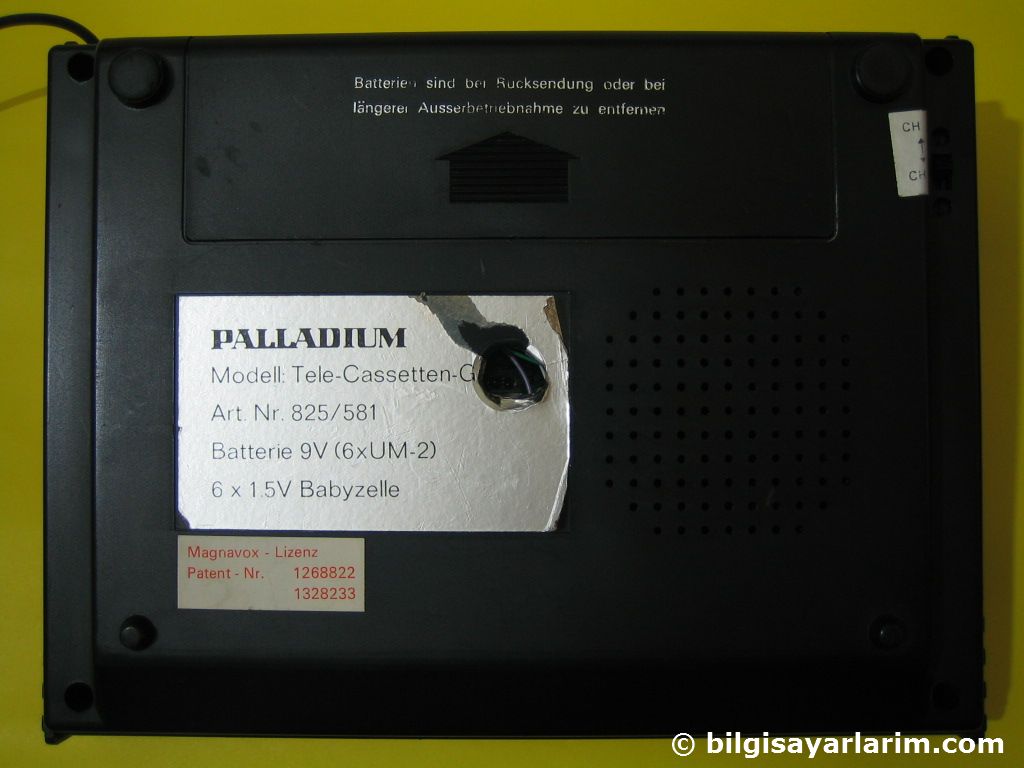 Batterien sind bei Rucksendung oder bei
längerer Ausserbetriebnahme zu entfernen
CH
CH
PALLADIUM
Modell: Tele-Cassetten-G
Art. Nr. 825/581
Batterie 9V (6xUM-2)
6 x 1.5V Babyzelle
Magnavox - Lizenz
Patent - Nr. 1268822
1328233
© bilgisayarlarim.com